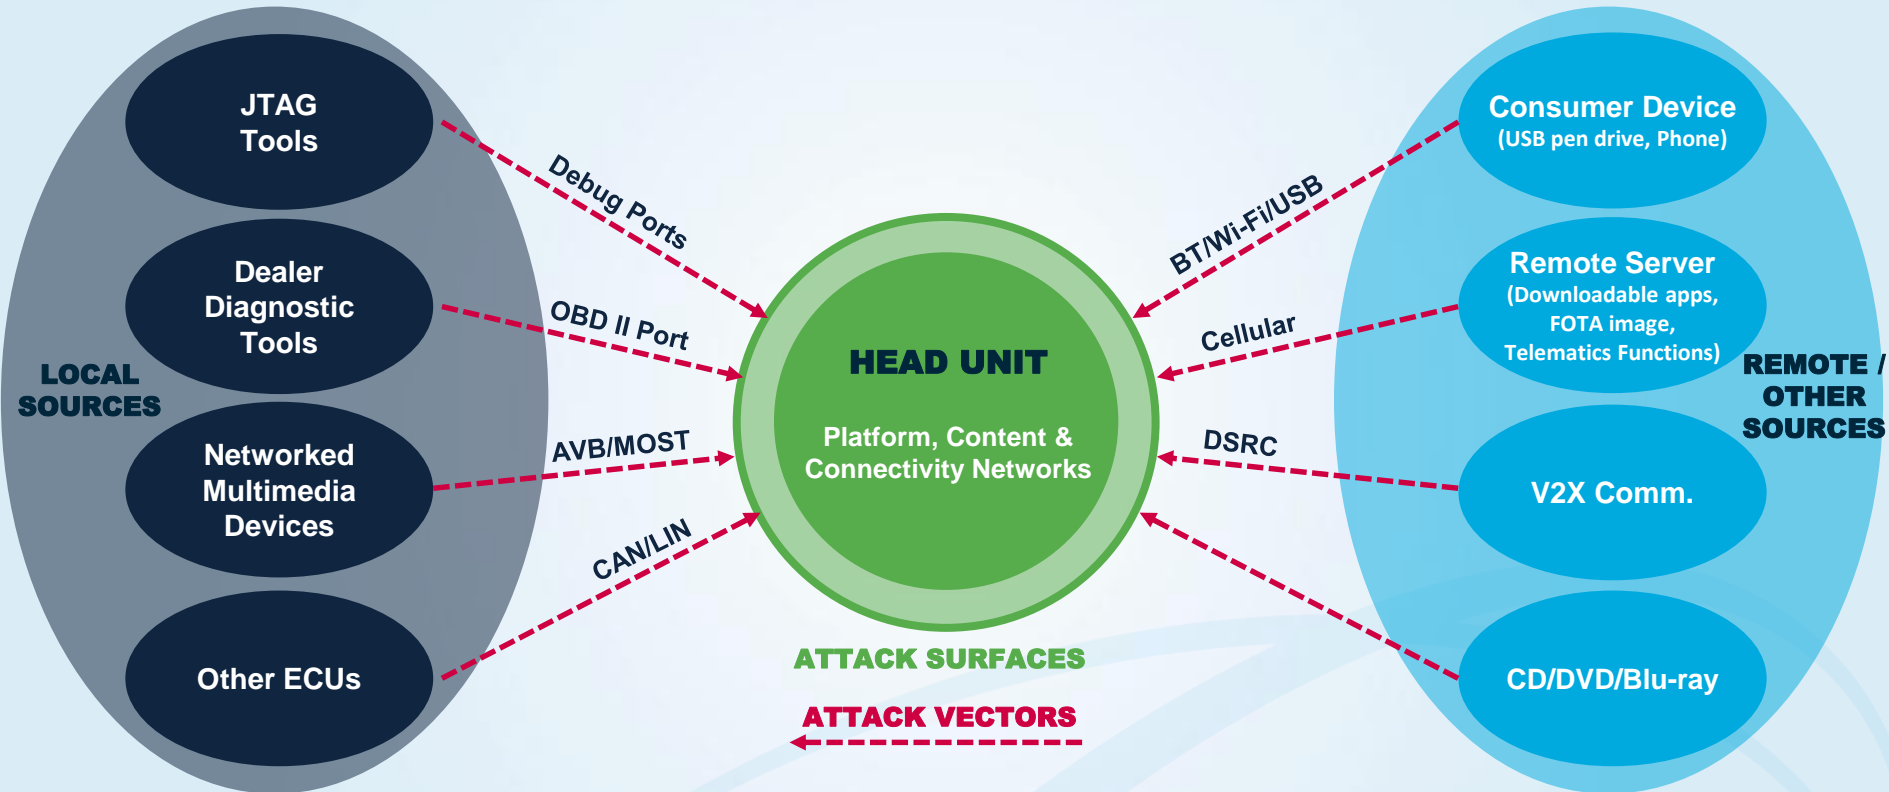 LOCAL
SOURCES
JTAG
Tools
Dealer
Diagnostic
Tools
Networked
Multimedia
Devices
Other ECUs
Debug Ports
OBD II Port
AVB/MOST
CAN/LIN
HEAD UNIT
Platform, Content &
Connectivity Networks
ATTACK SURFACES
ATTACK VECTORS
BT/Wi-Fi/USB
Cellular
DSRC
Consumer Device
(USB pen drive, Phone)
Remote Server
(Downloadable apps,
FOTA image,
Telematics Functions)
V2X Comm.
CD/DVD/Blu-ray
REMOTE /
OTHER
SOURCES